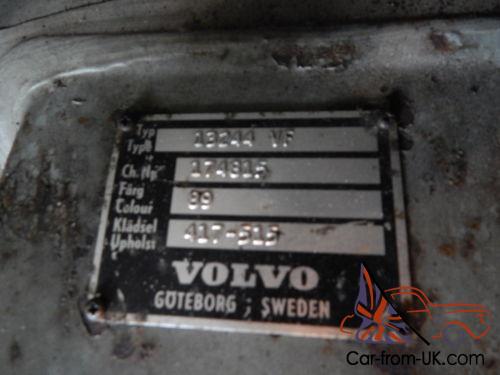 Typ
Type 13244 VF
Ch. Nr 174815
Färg
Colour 99
Klädsel
Upholst 417-515
VOLVO
GÖTEBORG, SWEDEN
Car-from-UK.com